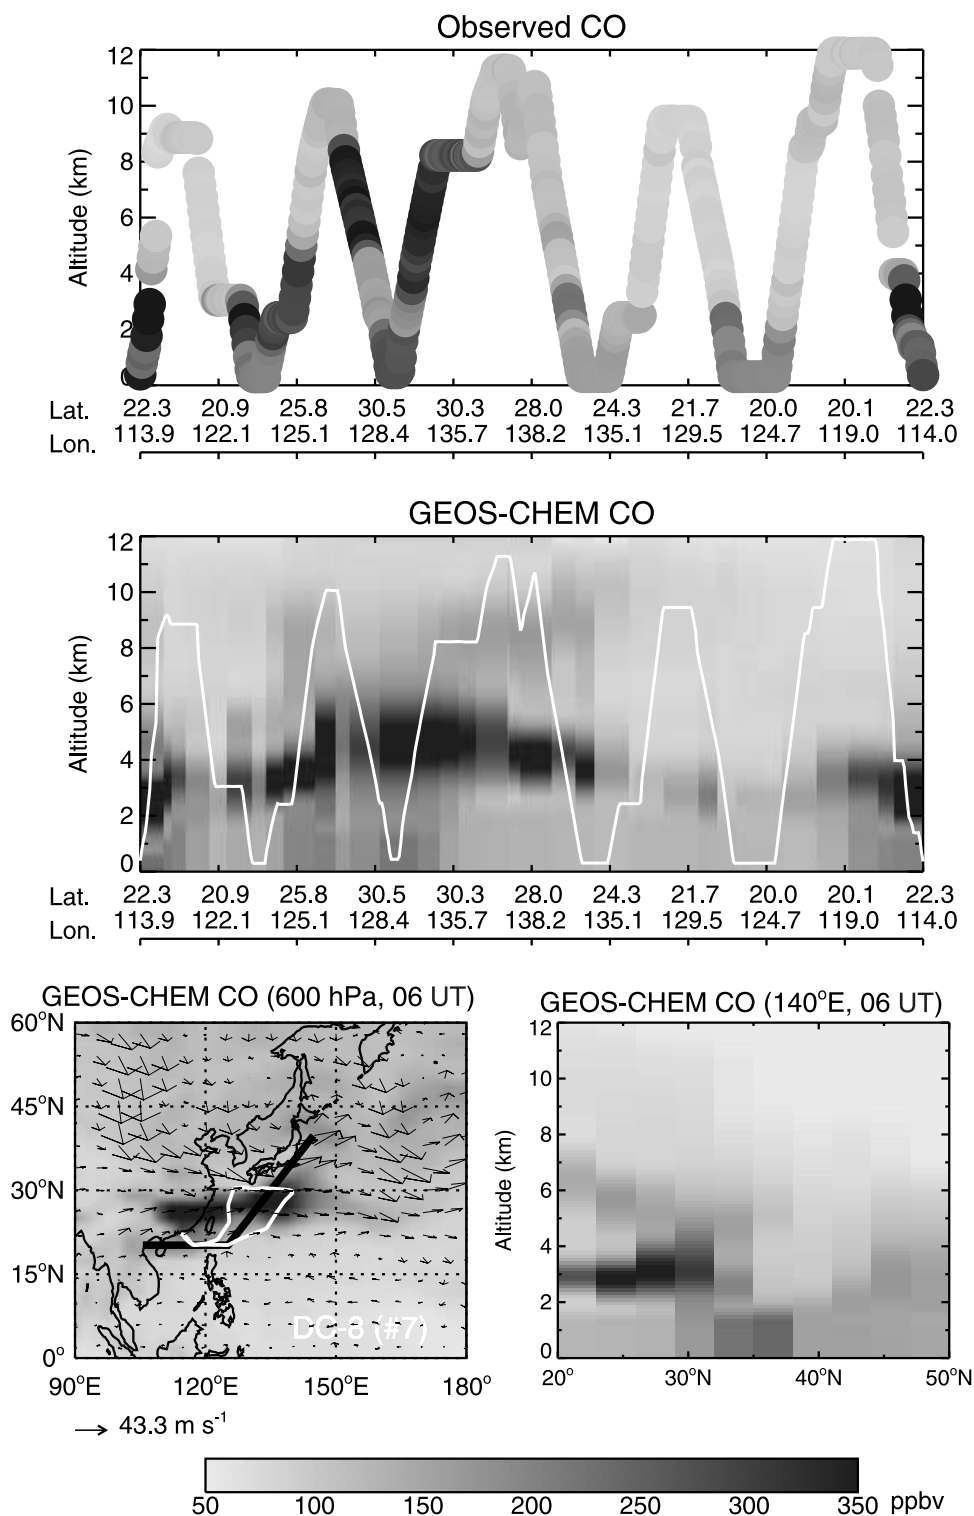 Observed CO
12
10
8
6
4
2
0
Altitude (km)
Lat. 22.3 20.9 25.8 30.5 30.3 28.0 24.3 21.7 20.0 20.1 22.3
Lon. 113.9 122.1 125.1 128.4 135.7 138.2 135.1 129.5 124.7 119.0 114.0
GEOS-CHEM CO
12
10
8
6
4
2
0
Altitude (km)
Lat. 22.3 20.9 25.8 30.5 30.3 28.0 24.3 21.7 20.0 20.1 22.3
Lon. 113.9 122.1 125.1 128.4 135.7 138.2 135.1 129.5 124.7 119.0 114.0
GEOS-CHEM CO (600 hPa, 06 UT)
60°N
45°N
30°N
15°N
0°
DC-8 (#7)
90°E 120°E 150°E 180°
43.3 m s⁻¹
GEOS-CHEM CO (140°E, 06 UT)
12
10
8
6
4
2
0
Altitude (km)
20° 30°N 40°N 50°N
50 100 150 200 250 300 350 ppbv